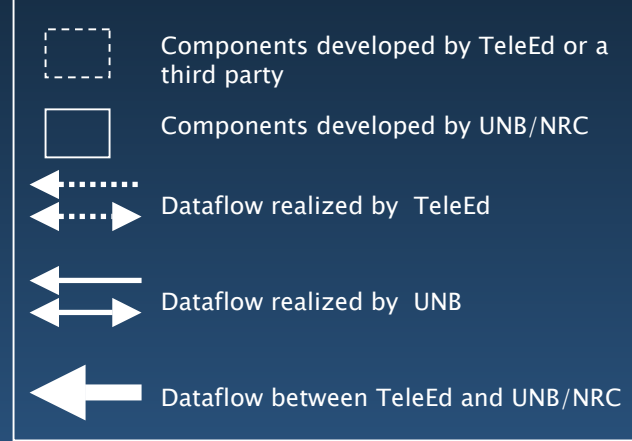 Components developed by TeleEd or a
third party
Components developed by UNB/NRC
Dataflow realized by TeleEd
Dataflow realized by UNB
Dataflow between TeleEd and UNB/NRC